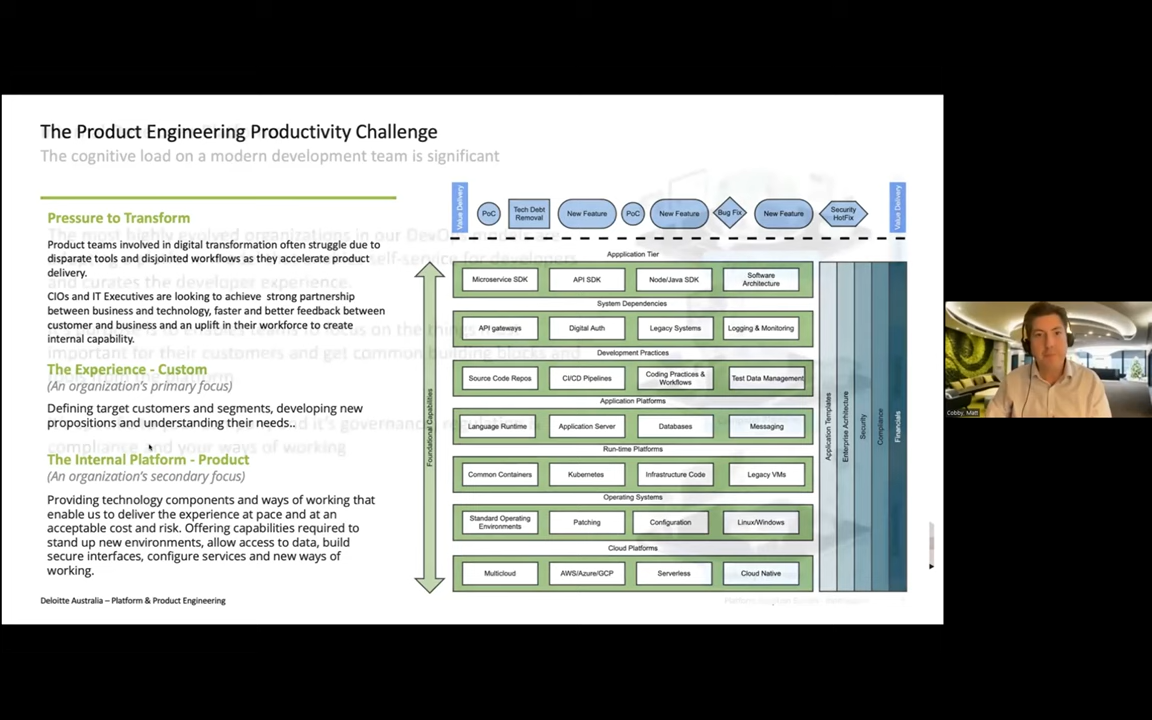 The Product Engineering Productivity Challenge
The cognitive load on a modern development team is significant
Pressure to Transform
Product teams involved in digital transformation often struggle due to
disparate tools and disjointed workflows as they accelerate product
delivery.
CIOs and IT Executives are looking to achieve strong partnership
between business and technology, faster and better feedback between
customer and business and an uplift in their workforce to create
internal capability.
The Experience - Custom
(An organization's primary focus)
Defining target customers and segments, developing new
propositions and understanding their needs..
The Internal Platform - Product
(An organization's secondary focus)
Providing technology components and ways of working that
enable us to deliver the experience at pace and at an
acceptable cost and risk. Offering capabilities required to
stand up new environments, allow access to data, build
secure interfaces, configure services and new ways of
working.
Deloitte Australia – Platform & Product Engineering
Value Delivery
PoC
Tech Debt
Removal
New Feature
PoC
New Feature
Bug Fix
New Feature
Security
HotFix
Value Delivery
Application Tier
Microservice SDK
API SDK
Node/Java SDK
Software
Architecture
System Dependencies
API gateways
Digital Auth
Legacy Systems
Logging & Monitoring
Development Practices
Source Code Repos
CI/CD Pipelines
Coding Practices &
Workflows
Test Data Management
Application Platforms
Language Runtime
Application Server
Databases
Messaging
Run-time Platforms
Common Containers
Kubernetes
Infrastructure Code
Legacy VMs
Operating Systems
Standard Operating
Environments
Patching
Configuration
Linux/Windows
Cloud Platforms
Multicloud
AWS/Azure/GCP
Serverless
Cloud Native
Foundational Capabilities
Application Templates
Enterprise Architecture
Security
Compliance
Financials
Cobby, Matt